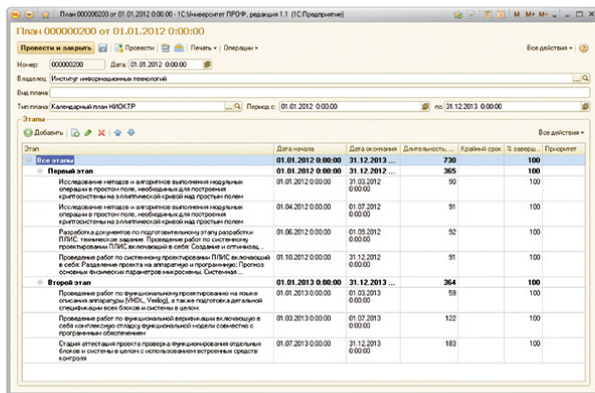 План 000000200 от 01.01.2012 0:00:00 - 1С:Университет ПРОФ, редакция 1.1 (1С:Предприятие)
M M+ M-
План 000000200 от 01.01.2012 0:00:00
Провести и закрыть Провести Печать Операции Все действия
Номер: 000000200 Дата: 01.01.2012 0:00:00
Владелец: Институт информационных технологий
Вид плана:
Тип плана: Календарный план НИОКТР Период с: 01.01.2012 0:00:00 по: 31.12.2013 0:00:00
Этапы
Добавить Все действия
Этап Дата начала Дата окончания Длительность, ... Крайний срок % заверш... Приоритет
Все этапы 01.01.2012 0:00:00 31.12.2013 ... 730 100
Первый этап 01.01.2012 0:00:00 31.12.2013 ... 365 100
Исследование методов и алгоритмов выполнения модульных 01.01.2012 0:00:00 31.03.2012 90 100
операции в простом поле, необходимых для построения 0:00:00
криптосистемы на эллиптической кривой над простым полем
Исследование методов и алгоритмов выполнения модульных 01.04.2012 0:00:00 01.07.2012 91 100
операции в простом поле, необходимых для построения 0:00:00
криптосистемы на эллиптической кривой над простым полем
Разработка документов по подготовительному этапу разработки 01.06.2012 0:00:00 01.09.2012 92 100
ПЛИС: техническое задание. Проведение работ по системному 0:00:00
проектировании ПЛИС включающий в себя: Создание и оптимизац...
Проведение работ по системному проектировании ПЛИС включающий 01.10.2012 0:00:00 31.12.2012 91 100
в себя: Разделение проекта на аппаратную и программную; Прогноз 0:00:00
основных физических параметров микросхемы. Системная ...
Второй этап 01.01.2013 0:00:00 31.12.2013 ... 364 100
Проведение работ по функциональному проектированию на языке 01.01.2013 0:00:00 01.03.2013 59 100
описания аппаратуры (VHDL, Verilog), а также подготовка детальной 0:00:00
спецификации всех блоков и системы в целом
Проведение работ по функциональной верификации включающую в 01.03.2013 0:00:00 01.07.2013 122 100
себя комплексную отладку функциональной модели совместно с 0:00:00
программным обеспечением
Стадия аттестация проекта проверка функционирования отдельных 01.07.2013 0:00:00 31.12.2013 183 100
блоков и системы в целом с использованием встроенных средств 0:00:00
контроля